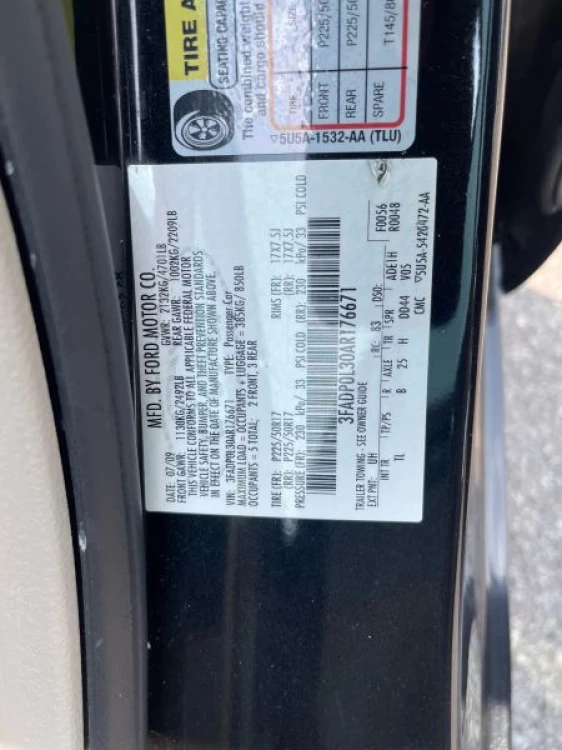 TIRE A
SEATING CAPA
The combined weight
and cargo should
TIRE SIZE
FRONT P225/50
REAR P225/50
SPARE T145/80
▽5U5A-1532-AA (TLU)
MFD. BY FORD MOTOR CO.
DATE: 07/09 GVWR: 2132KG/4701LB
FRONT GAWR: 1130KG/2492LB REAR GAWR: 1002KG/2209LB
THIS VEHICLE CONFORMS TO ALL APPLICABLE FEDERAL MOTOR
VEHICLE SAFETY, BUMPER, AND THEFT PREVENTION STANDARDS
IN EFFECT ON THE DATE OF MANUFACTURE SHOWN ABOVE.
VIN: 3FADP0L30AR176671 TYPE: Passenger Car
MAXIMUM LOAD = OCCUPANTS + LUGGAGE = 385KG/ 850LB
OCCUPANTS = 5 TOTAL; 2 FRONT, 3 REAR
TIRE (FR): P225/50R17 RIMS (FR): 17X7.5J
(RR): P225/50R17 (RR): 17X7.5J
PRESSURE (FR): 230 kPa/ 33 PSI COLD (RR): 230 kPa/ 33 PSI COLD
3FADP0L30AR176671
F0056
R0048
TRAILER TOWING - SEE OWNER GUIDE
EXT PNT: UH RC: 83 DSO:
INT TR TP/PS R AXLE TR SPR ADE1H
TL B 25 H DD44 V05
CMC ▽5U5A-5420472-AA